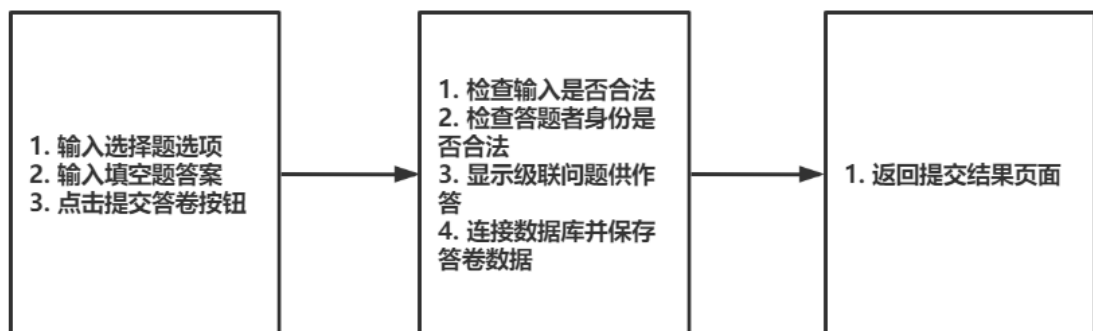 1. 输入选择题选项
2. 输入填空题答案
3. 点击提交答卷按钮
1. 检查输入是否合法
2. 检查答题者身份是
否合法
3. 显示级联问题供作
答
4. 连接数据库并保存
答卷数据
1. 返回提交结果页面